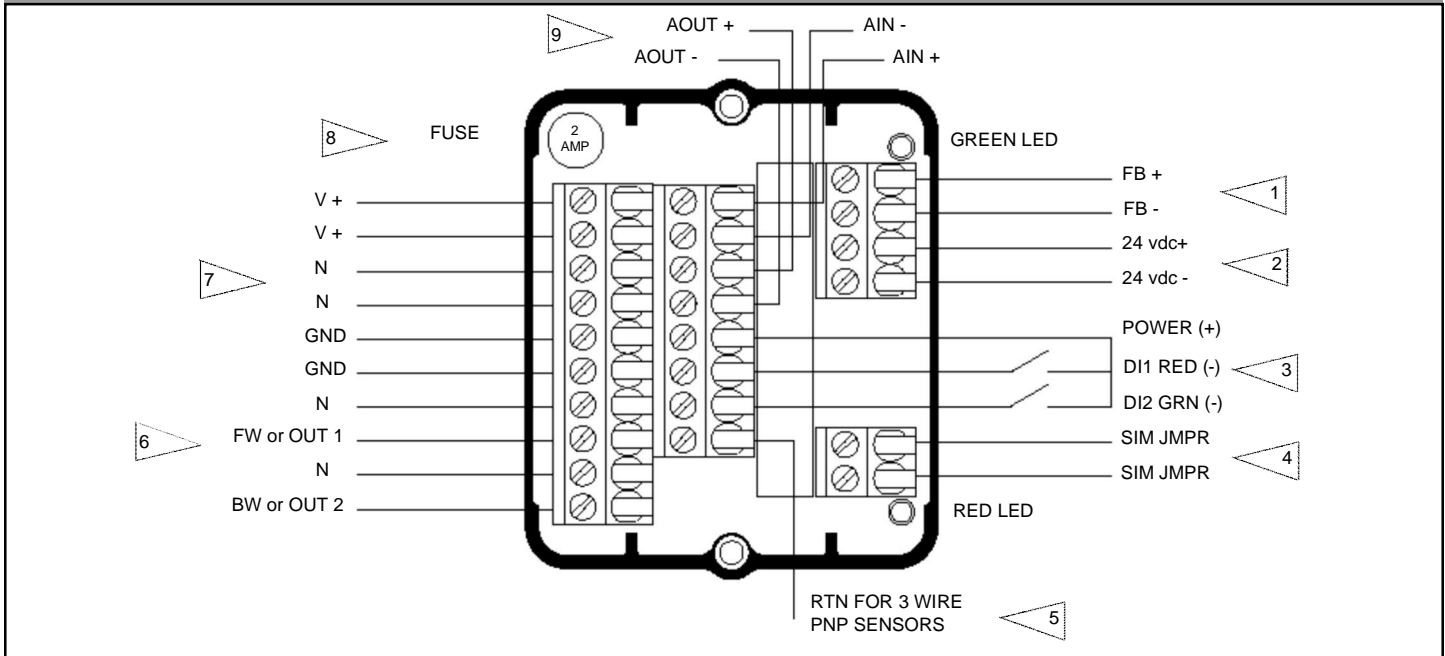 AOUT +
AIN -
9
AOUT -
AIN +
8
FUSE
2
AMP
GREEN LED
V +
V +
N
7
N
GND
GND
N
6
FW or OUT 1
N
BW or OUT 2
FB +
1
FB -
24 vdc+
2
24 vdc -
POWER (+)
DI1 RED (-)
3
DI2 GRN (-)
SIM JMPR
4
SIM JMPR
RED LED
RTN FOR 3 WIRE
PNP SENSORS
5